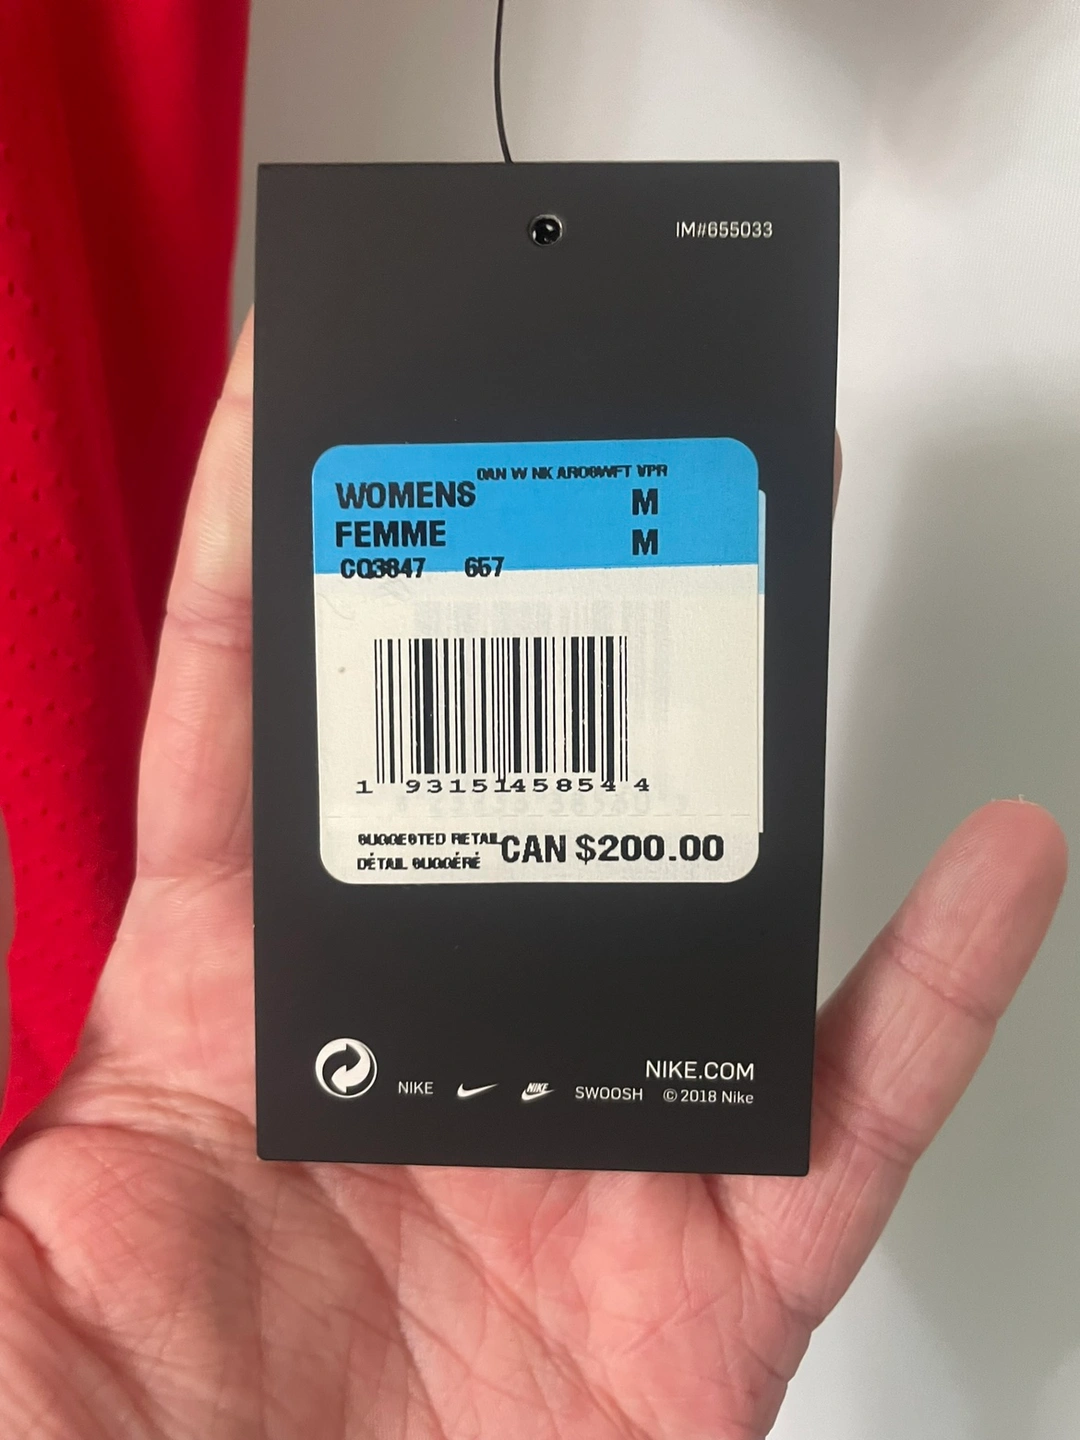 IM#655033
CAN W NK AROSWFT VPR
WOMENS M
FEMME M
CQ3847 657
1 93151 45854 4
SUGGESTED RETAIL CAN $200.00
DÉTAIL SUGGÉRÉ
NIKE.COM
NIKE NIKE SWOOSH © 2018 Nike